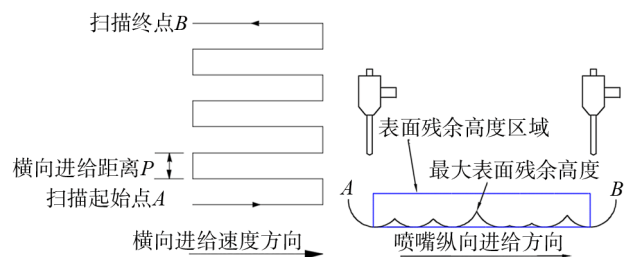 扫描终点B
横向进给距离P
扫描起始点A
横向进给速度方向
表面残余高度区域
最大表面残余高度
A
B
喷嘴纵向进给方向